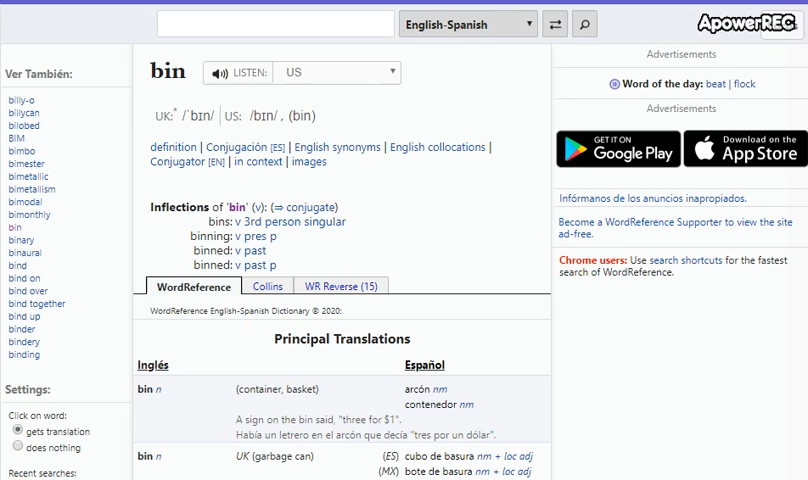 English-Spanish
ApowerREC
Ver También:
billy-o
billycan
bilobed
BIM
bimbo
bimester
bimetallic
bimetallism
bimodal
bimonthly
bin
binary
binaural
bind
bind on
bind over
bind together
bind up
binder
bindery
binding
Settings:
Click on word:
gets translation
does nothing
Recent searches:
bin
LISTEN:
US
UK:* /ˈbɪn/ US: /bɪn/ , (bin)
definition | Conjugación [ES] | English synonyms | English collocations |
Conjugator [EN] | in context | images
Inflections of 'bin' (v): (⇒ conjugate)
bins: v 3rd person singular
binning: v pres p
binned: v past
binned: v past p
WordReference
Collins
WR Reverse (15)
WordReference English-Spanish Dictionary © 2020:
Principal Translations
Inglés Español
bin n (container, basket) arcón nm
contenedor nm
A sign on the bin said, "three for $1".
Había un letrero en el arcón que decía "tres por un dólar".
bin n UK (garbage can) (ES) cubo de basura nm + loc adj
(MX) bote de basura nm + loc adj
Advertisements
Word of the day: beat | flock
Advertisements
GET IT ON
Google Play
Download on the
App Store
Infórmanos de los anuncios inapropiados.
Become a WordReference Supporter to view the site
ad-free.
Chrome users: Use search shortcuts for the fastest
search of WordReference.